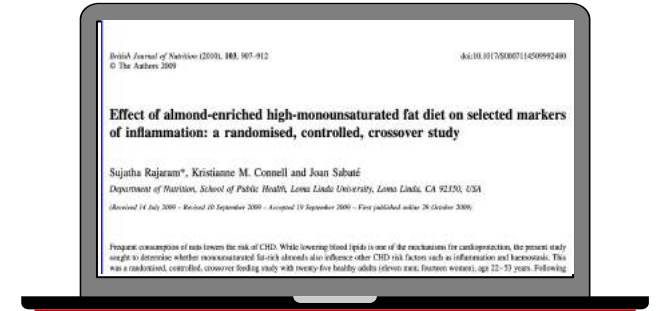 British Journal of Nutrition (2010), 103, 907–912
doi:10.1017/S0007114509992480
© The Authors 2009
Effect of almond-enriched high-monounsaturated fat diet on selected markers
of inflammation: a randomised, controlled, crossover study
Sujatha Rajaram*, Kristianne M. Connell and Joan Sabaté
Department of Nutrition, School of Public Health, Loma Linda University, Loma Linda, CA 92350, USA
(Received 14 July 2009 – Revised 10 September 2009 – Accepted 19 September 2009 – First published online 29 October 2009)
Frequent consumption of nuts lowers the risk of CHD. While lowering blood lipids is one of the mechanisms for cardioprotection, the present study
sought to determine whether monounsaturated fat-rich almonds also influence other CHD risk factors such as inflammation and haemostasis. This
was a randomised, controlled, crossover feeding study with twenty-five healthy adults (eleven men; fourteen women), age 22–53 years. Following